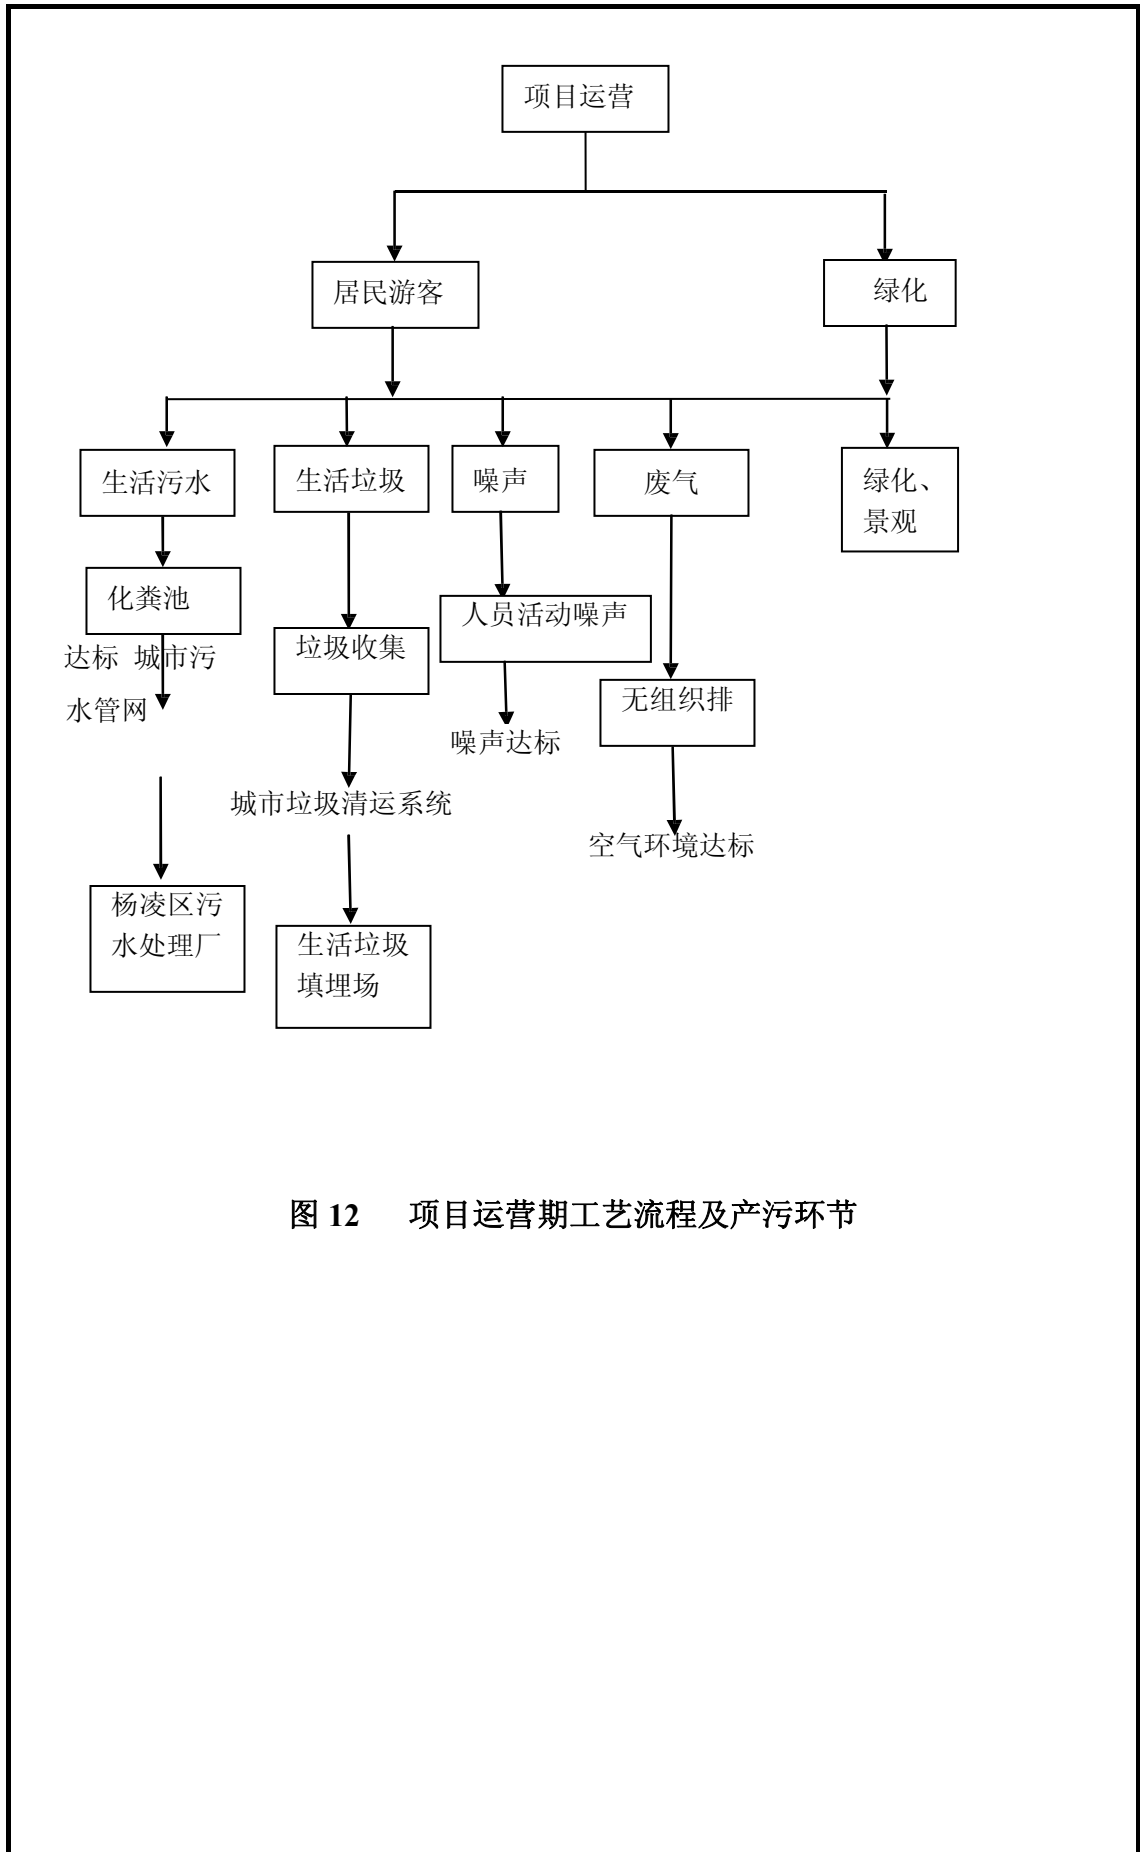 项目运营
居民游客
绿化
生活污水
生活垃圾
噪声
废气
绿化、
景观
化粪池
人员活动噪声
达标 城市污
水管网
垃圾收集
无组织排
噪声达标
城市垃圾清运系统
空气环境达标
杨凌区污
水处理厂
生活垃圾
填埋场
图 12 项目运营期工艺流程及产污环节